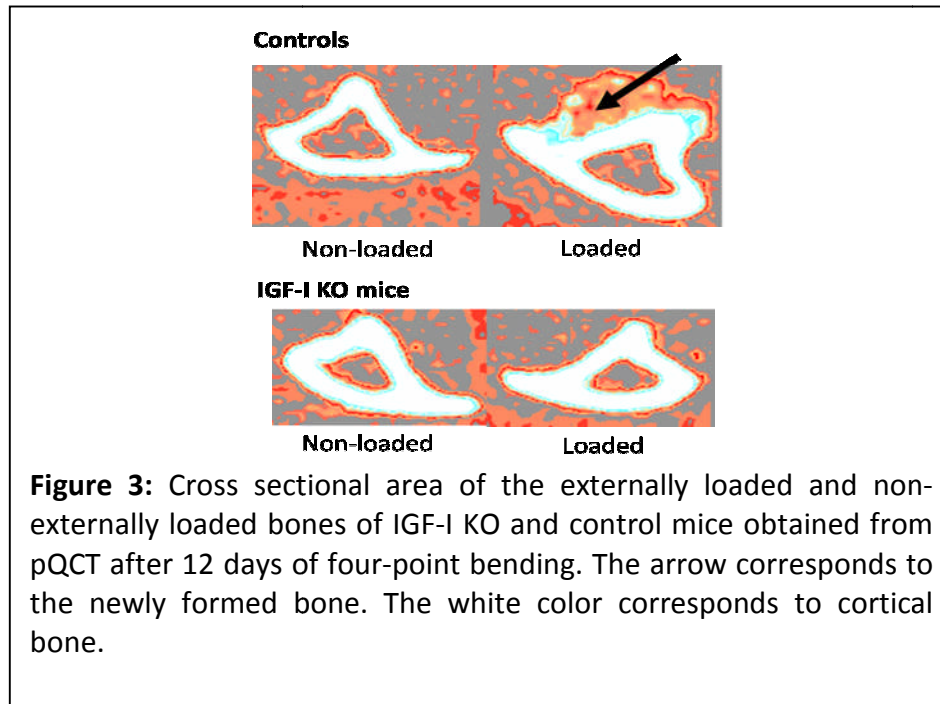 Controls
Non-loaded Loaded
IGF-I KO mice
Non-loaded Loaded
Figure 3: Cross sectional area of the externally loaded and non-
externally loaded bones of IGF-I KO and control mice obtained from
pQCT after 12 days of four-point bending. The arrow corresponds to
the newly formed bone. The white color corresponds to cortical
bone.